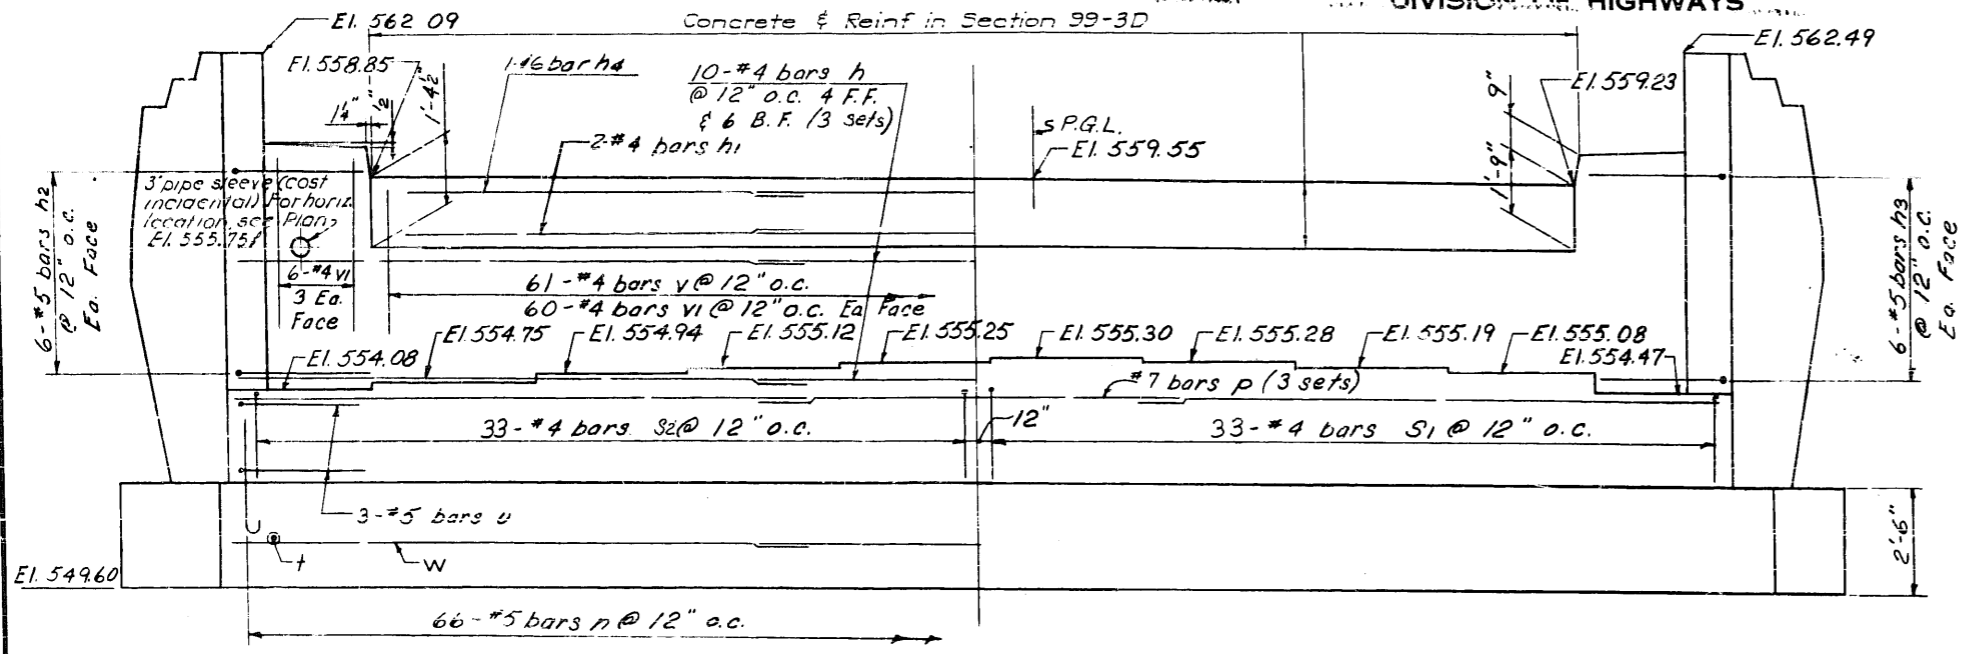 DIVISION OF HIGHWAYS
El. 562 09
Concrete & Reinf in Section 99-3D
El. 562.49
El. 558.85
1-#6 bar h4
10-#4 bars h
@ 12" o.c. 4 F.F.
& 6 B.F. (3 sets)
El. 559.23
1¼"
½"
1'-4½"
9"
2-#4 bars h1
P.G.L.
El. 559.55
1'-9"
3" pipe sleeve (cost
incidental) For horiz.
location, see Plan
El. 555.75±
6-#5 bars h2
@ 12" o.c.
Ea. Face
6-#5 bars h3
@ 12" o.c.
Ea. Face
6-#4 v1
3 Ea.
Face
61-#4 bars v @ 12" o.c.
60-#4 bars v1 @ 12" o.c. Ea Face
El. 554.08
El. 554.75
El. 554.94
El. 555.12
El. 555.25
El. 555.30
El. 555.28
El. 555.19
El. 555.08
El. 554.47
#7 bars p (3 sets)
33-#4 bars S2 @ 12" o.c.
12"
33-#4 bars S1 @ 12" o.c.
3-#5 bars u
t
w
2'-6"
El. 549.60
66-#5 bars n @ 12" o.c.